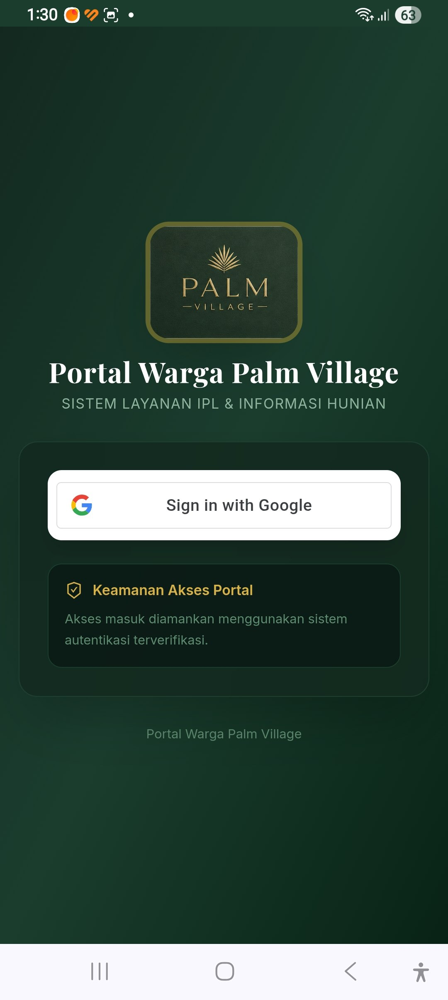 1:30
63
PALM
VILLAGE
Portal Warga Palm Village
SISTEM LAYANAN IPL & INFORMASI HUNIAN
Sign in with Google
Keamanan Akses Portal
Akses masuk diamankan menggunakan sistem
autentikasi terverifikasi.
Portal Warga Palm Village